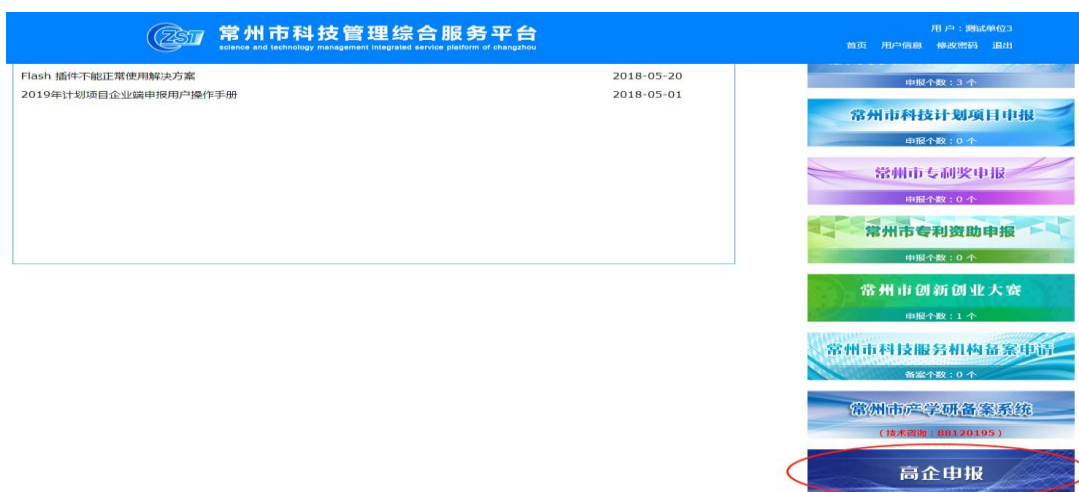 ZST
常州市科技管理综合服务平台
science and technology management integrated service platform of changzhou
用户：测试单位3
首页 用户信息 修改密码 退出
Flash 插件不能正常使用解决方案 2018-05-20
2019年计划项目企业端申报用户操作手册 2018-05-01
申报个数：3 个
常州市科技计划项目申报
申报个数：0 个
常州市专利奖申报
申报个数：0 个
常州市专利资助申报
申报个数：0 个
常州市创新创业大赛
申报个数：1 个
常州市科技服务机构备案申请
备案个数：0 个
常州市产学研备案系统
（技术咨询：88120195）
高企申报